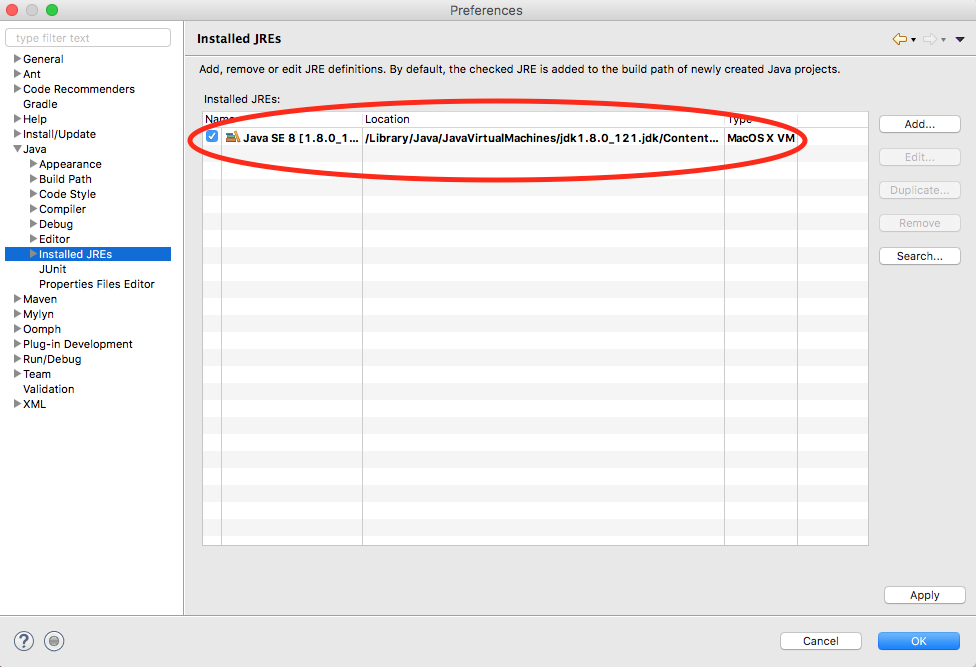 Preferences
type filter text
General
Ant
Code Recommenders
Gradle
Help
Install/Update
Java
Appearance
Build Path
Code Style
Compiler
Debug
Editor
Installed JREs
JUnit
Properties Files Editor
Maven
Mylyn
Oomph
Plug-in Development
Run/Debug
Team
Validation
XML
Installed JREs
Add, remove or edit JRE definitions. By default, the checked JRE is added to the build path of newly created Java projects.
Installed JREs:
Name Location Type
Java SE 8 [1.8.0_1... /Library/Java/JavaVirtualMachines/jdk1.8.0_121.jdk/Content... MacOS X VM
Add...
Edit...
Duplicate...
Remove
Search...
Apply
?
Cancel OK